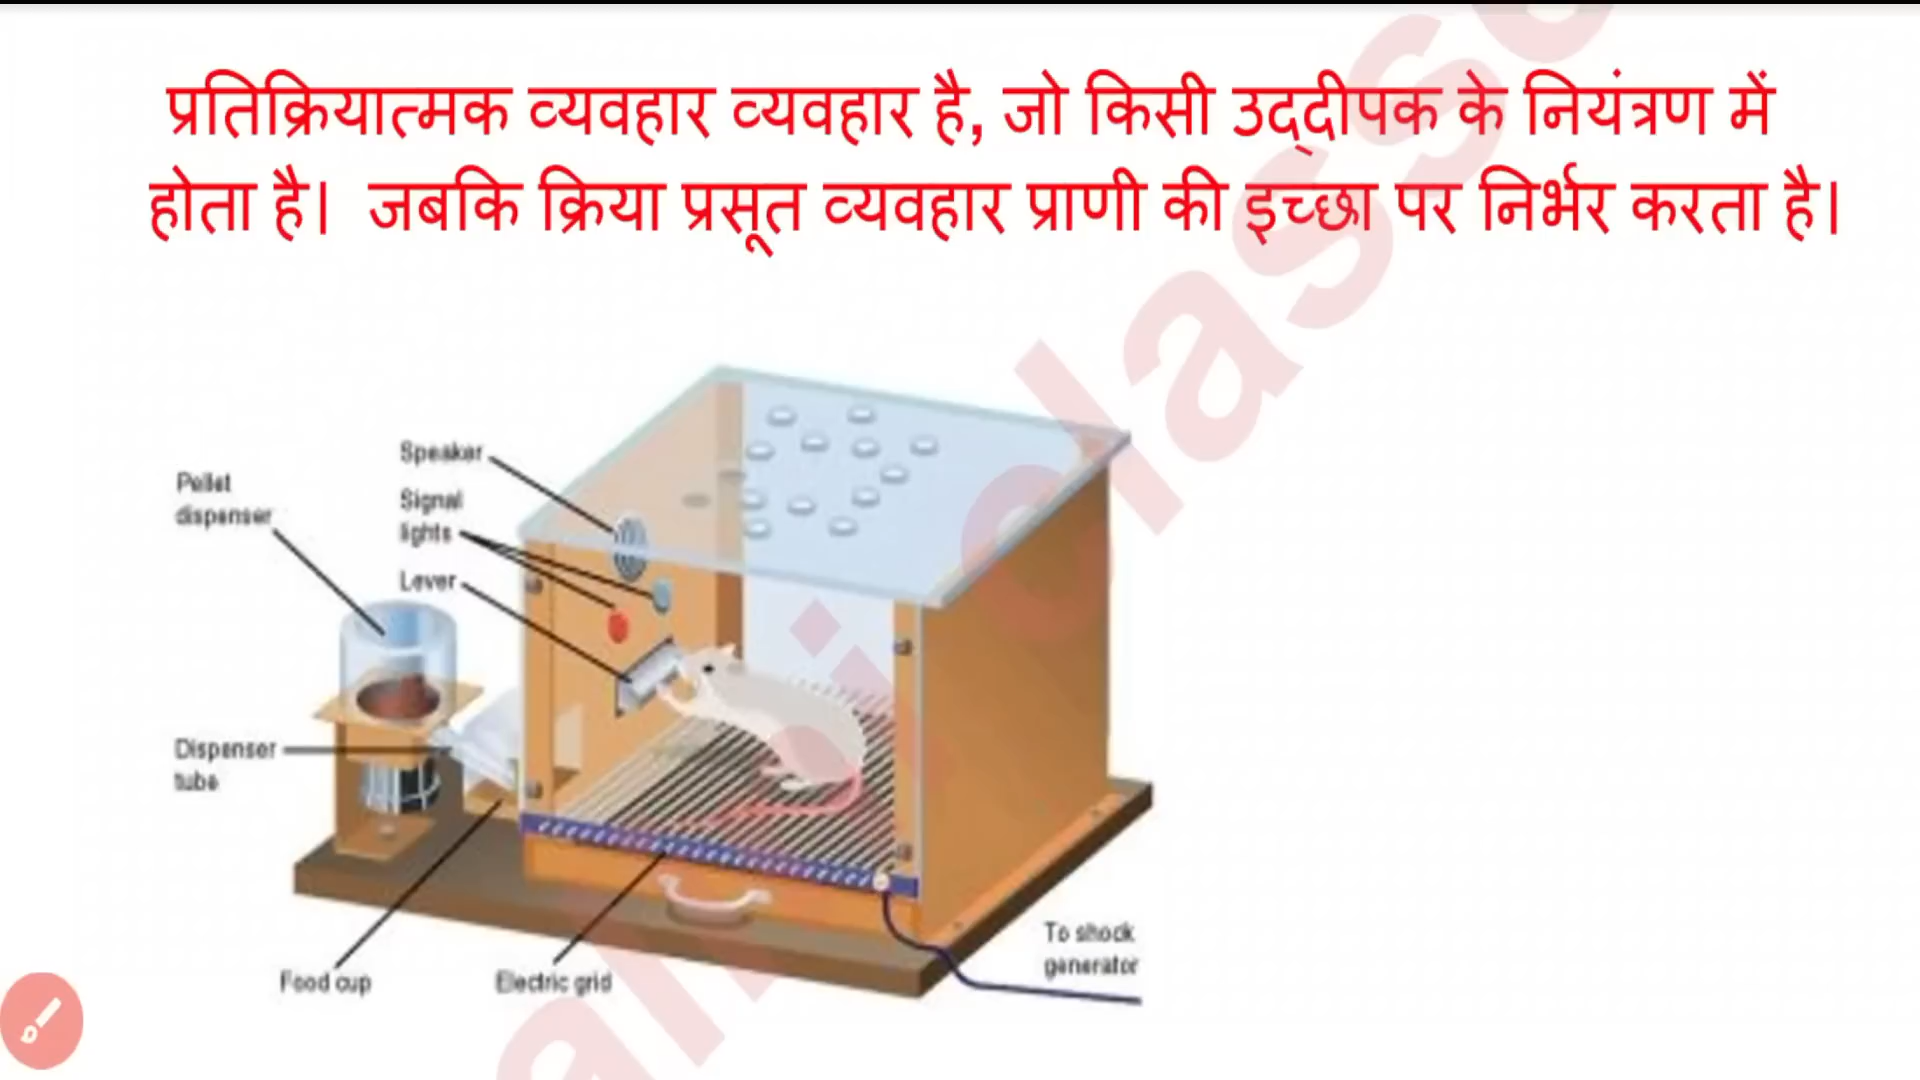 प्रतिक्रियात्मक व्यवहार व्यवहार है, जो किसी उद्दीपक के नियंत्रण में
होता है। जबकि क्रिया प्रसूत व्यवहार प्राणी की इच्छा पर निर्भर करता है।
Speaker
Pellet
dispenser
Signal
lights
Lever
Dispenser
tube
Food cup
Electric grid
To shock
generator